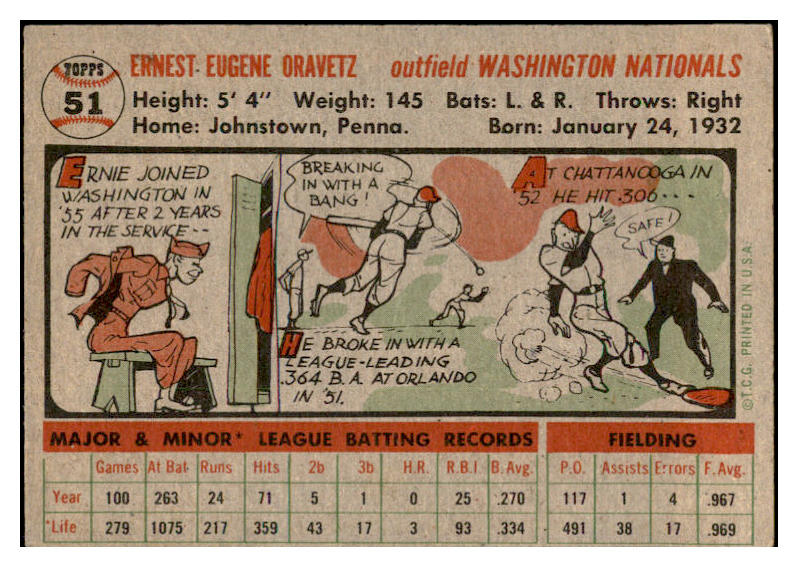 TOPPS
51
ERNEST EUGENE ORAVETZ outfield WASHINGTON NATIONALS
Height: 5' 4" Weight: 145 Bats: L. & R. Throws: Right
Home: Johnstown, Penna. Born: January 24, 1932
ERNIE JOINED
WASHINGTON IN
'55 AFTER 2 YEARS
IN THE SERVICE--
BREAKING
IN WITH A
BANG!
HE BROKE IN WITH A
LEAGUE-LEADING
.364 B.A. AT ORLANDO
IN '51.
AT CHATTANOOGA IN
'52 HE HIT .306...
SAFE!
©T.C.G. PRINTED IN U.S.A.
MAJOR & MINOR* LEAGUE BATTING RECORDS FIELDING
Games At Bat Runs Hits 2b 3b H.R. R.B.I B. Avg. P.O. Assists Errors F. Avg.
Year 100 263 24 71 5 1 0 25 .270 117 1 4 .967
*Life 279 1075 217 359 43 17 3 93 .334 491 38 17 .969